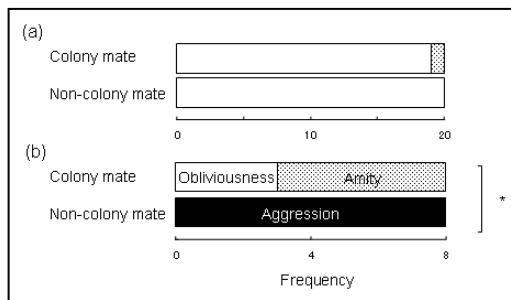 (a)
Colony mate
Non-colony mate
0 10 20
(b)
Colony mate Obliviousness Amity
*
Non-colony mate Aggression
0 4 8
Frequency